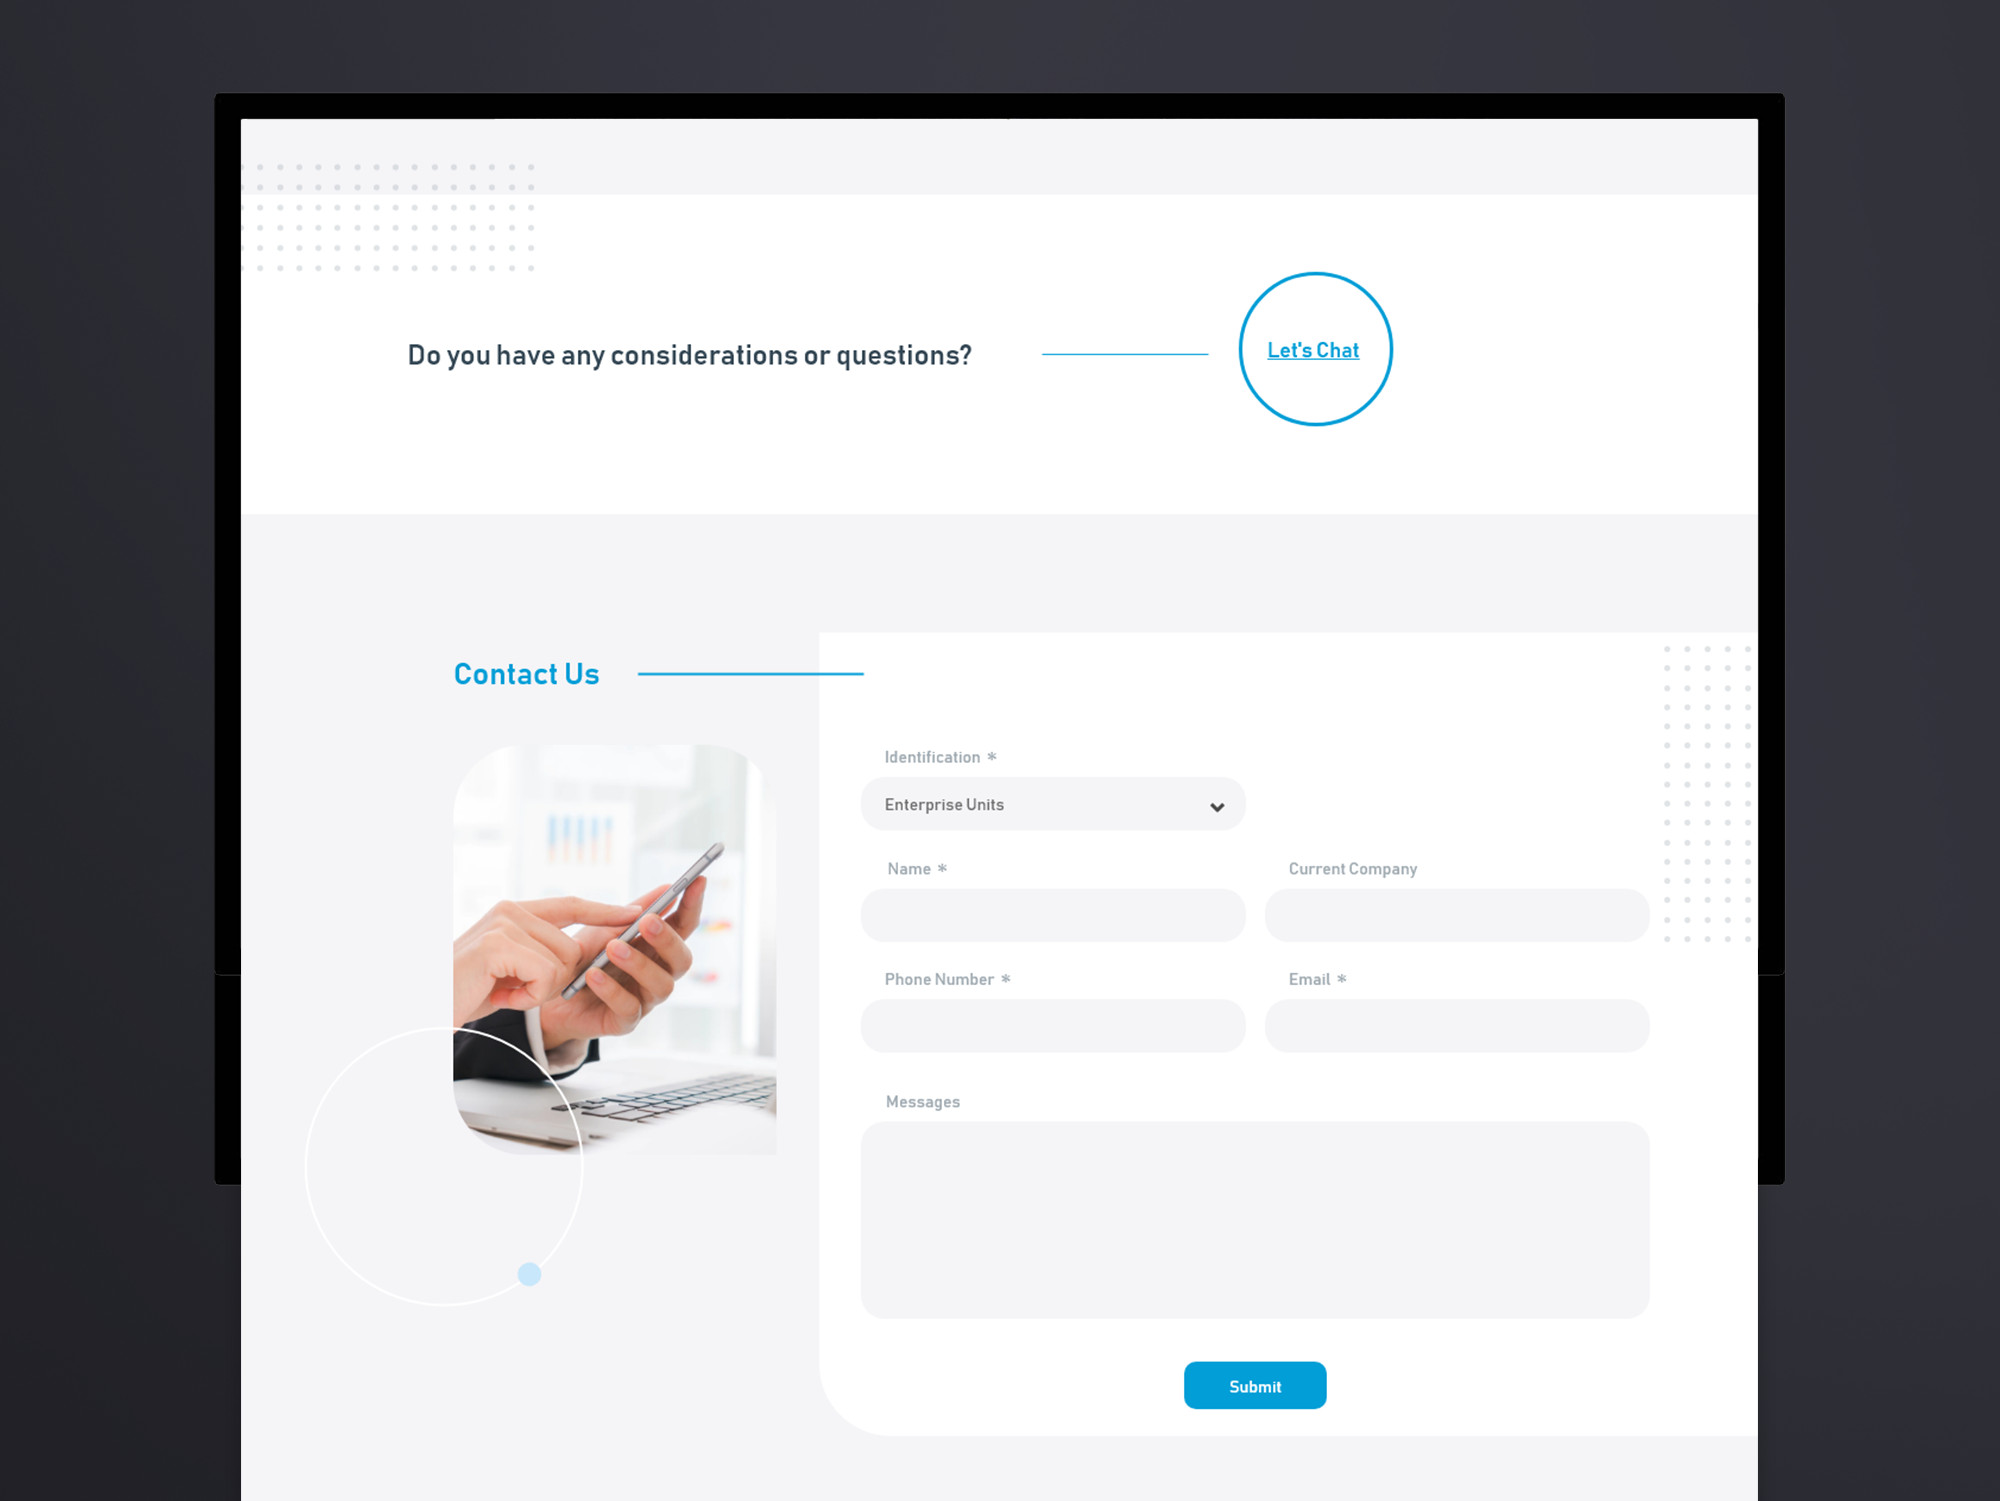 Do you have any considerations or questions?
Let's Chat
Contact Us
Identification *
Enterprise Units
Name *
Current Company
Phone Number *
Email *
Messages
Submit